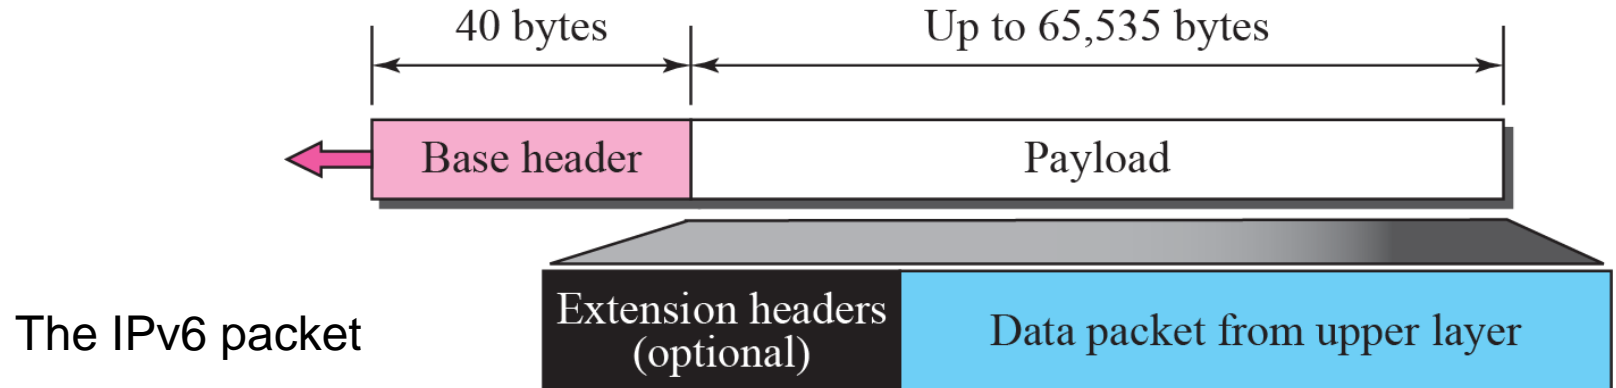 40 bytes
Up to 65,535 bytes
Base header
Payload
The IPv6 packet
Extension headers
(optional)
Data packet from upper layer